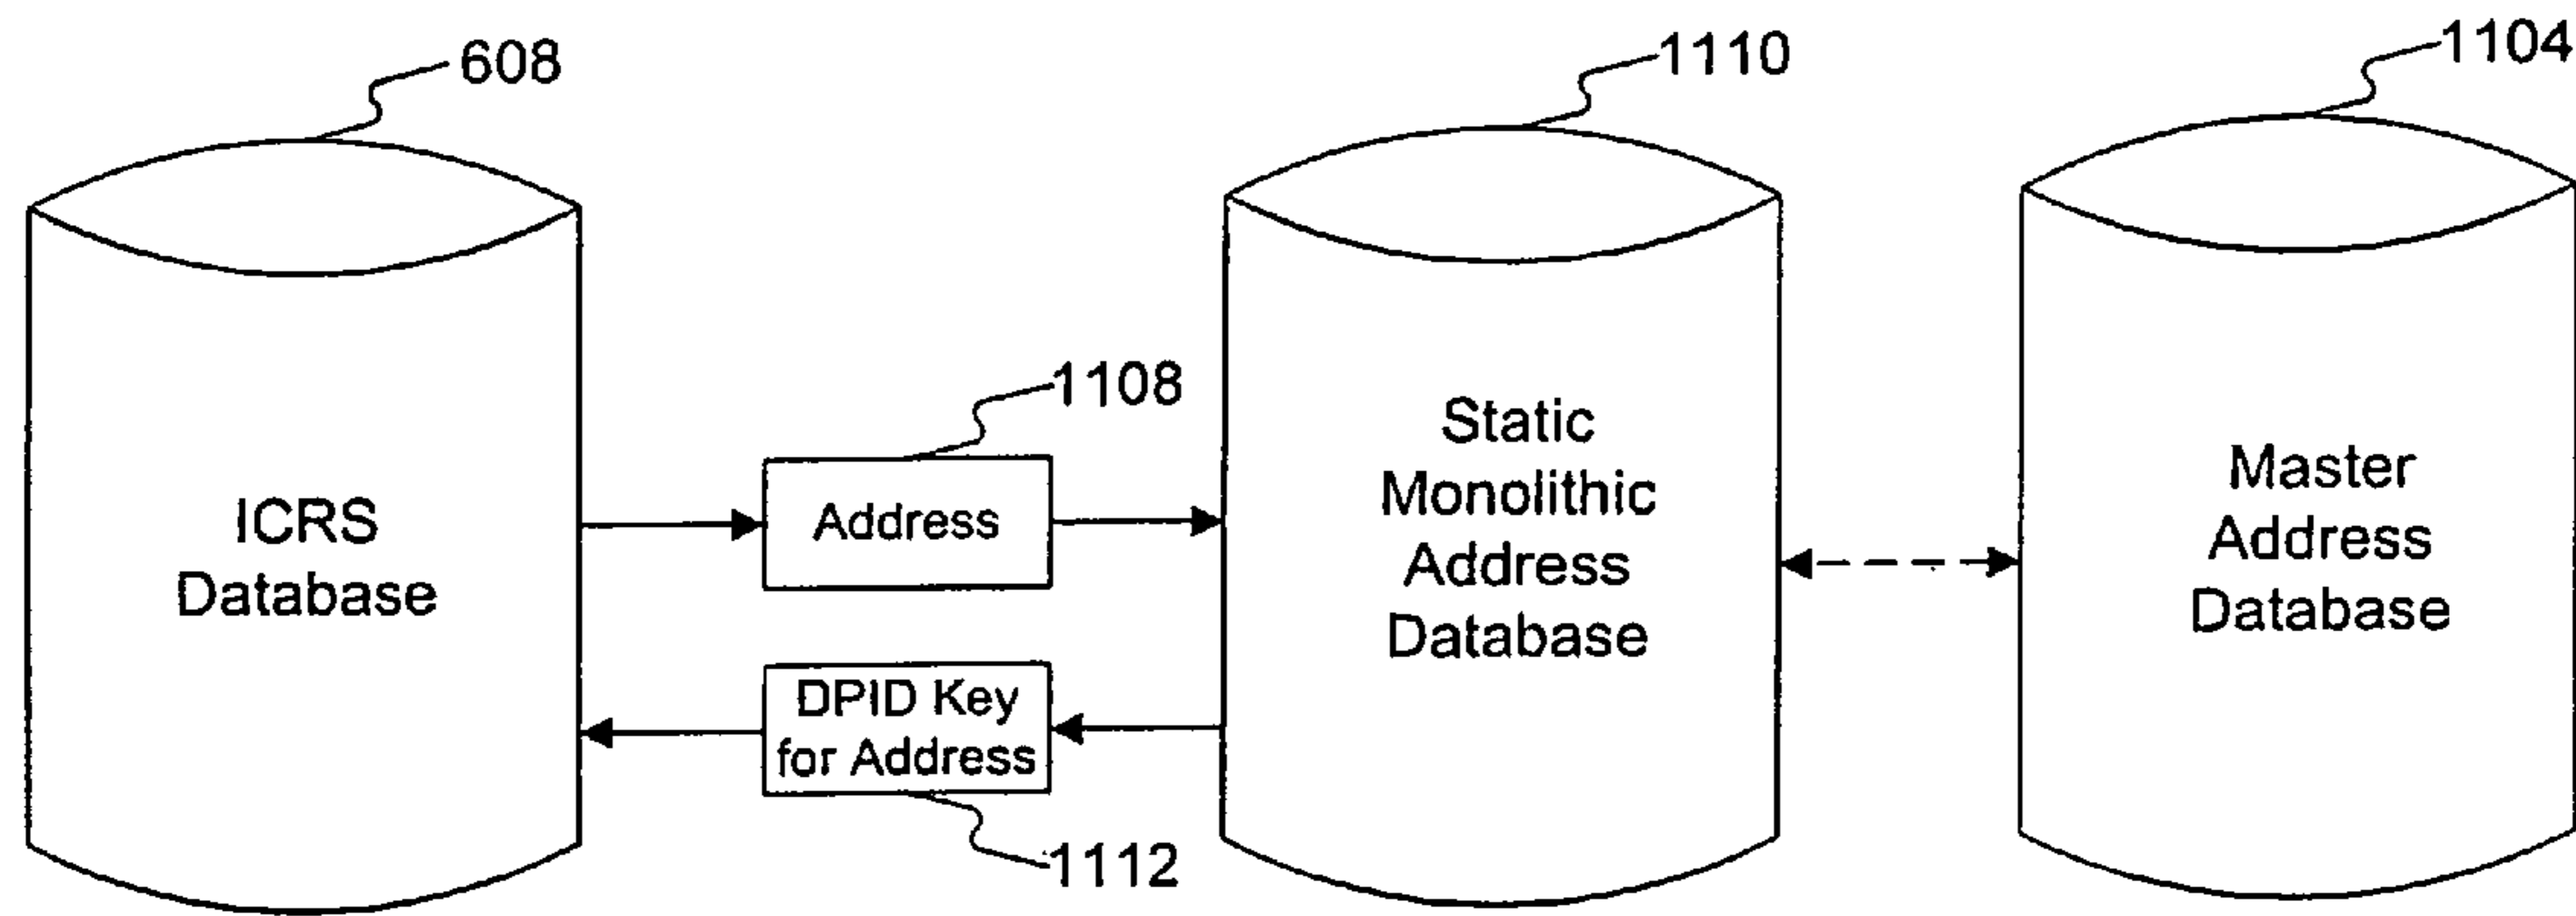 608
1110
1104
1108
ICRS
Database
Address
DPID Key
for Address
1112
Static
Monolithic
Address
Database
Master
Address
Database